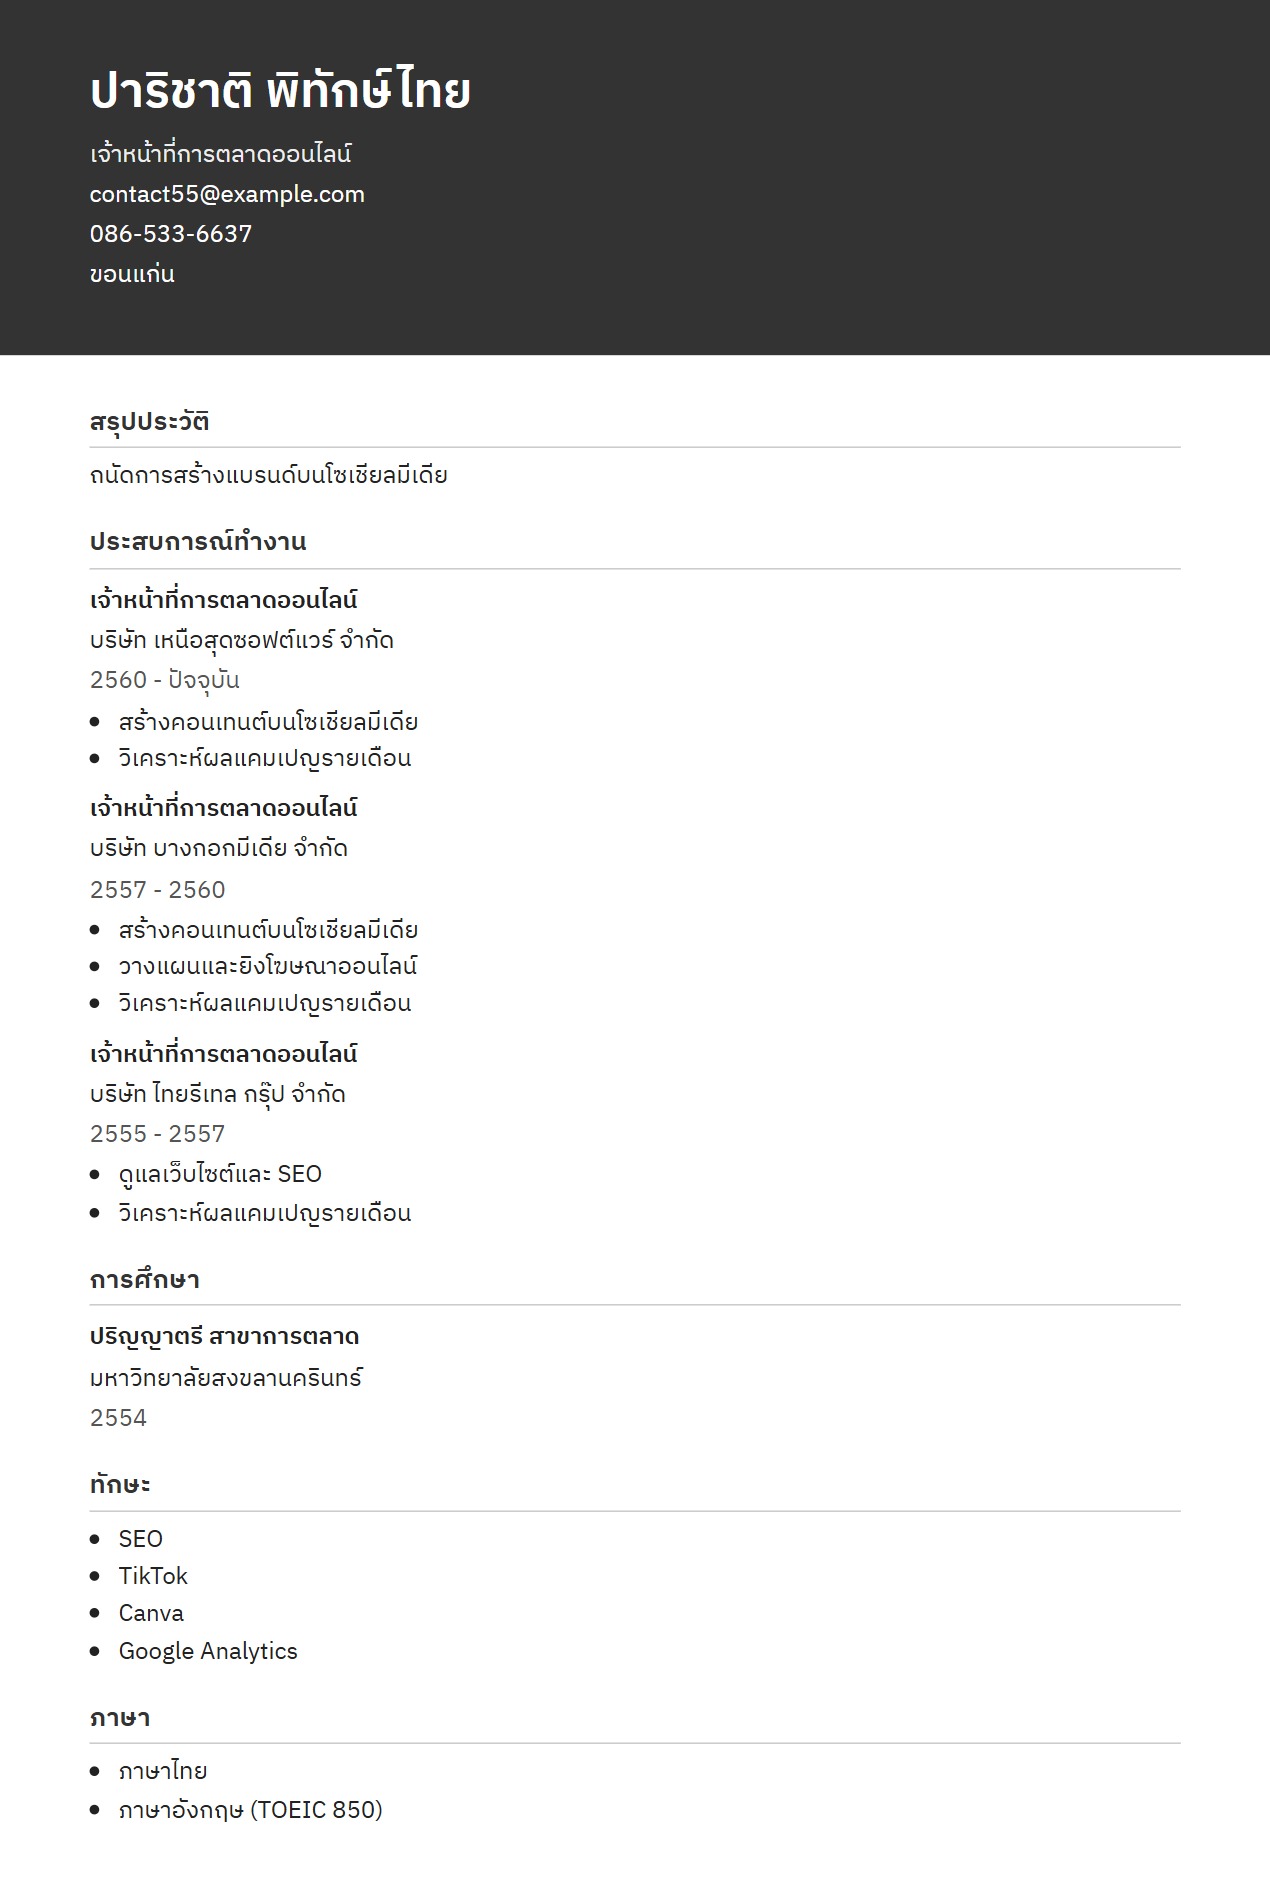 ปาริชาติ พิทักษ์ไทย
เจ้าหน้าที่การตลาดออนไลน์
contact55@example.com
086-533-6637
ขอนแก่น
สรุปประวัติ
ถนัดการสร้างแบรนด์บนโซเชียลมีเดีย
ประสบการณ์ทำงาน
เจ้าหน้าที่การตลาดออนไลน์
บริษัท เหนือสุดซอฟต์แวร์ จำกัด
2560 - ปัจจุบัน
• สร้างคอนเทนต์บนโซเชียลมีเดีย
• วิเคราะห์ผลแคมเปญรายเดือน
เจ้าหน้าที่การตลาดออนไลน์
บริษัท บางกอกมีเดีย จำกัด
2557 - 2560
• สร้างคอนเทนต์บนโซเชียลมีเดีย
• วางแผนและยิงโฆษณาออนไลน์
• วิเคราะห์ผลแคมเปญรายเดือน
เจ้าหน้าที่การตลาดออนไลน์
บริษัท ไทยรีเทล กรุ๊ป จำกัด
2555 - 2557
• ดูแลเว็บไซต์และ SEO
• วิเคราะห์ผลแคมเปญรายเดือน
การศึกษา
ปริญญาตรี สาขาการตลาด
มหาวิทยาลัยสงขลานครินทร์
2554
ทักษะ
• SEO
• TikTok
• Canva
• Google Analytics
ภาษา
• ภาษาไทย
• ภาษาอังกฤษ (TOEIC 850)